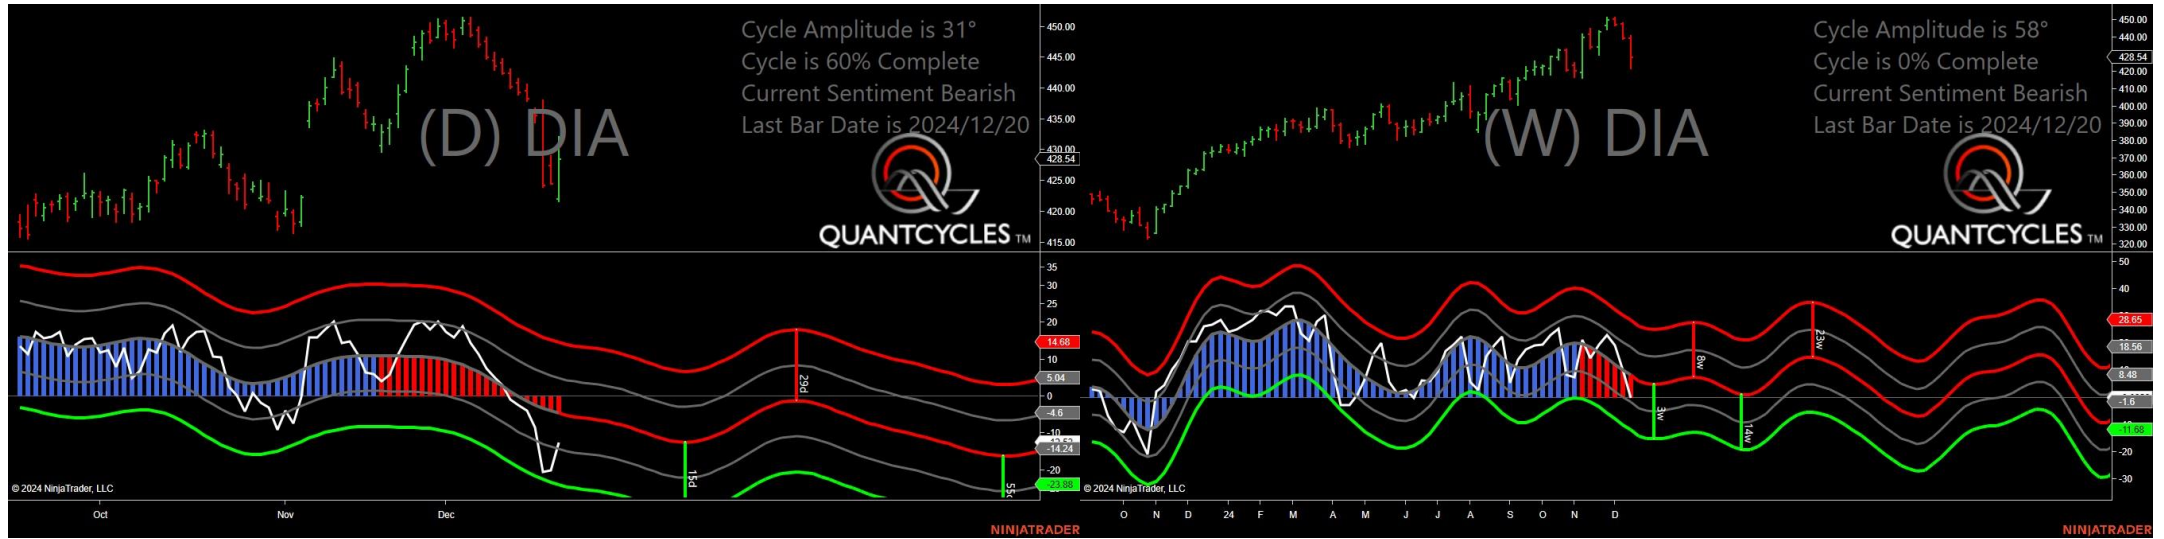 Cycle Amplitude is 31°
Cycle is 60% Complete
Current Sentiment Bearish
Last Bar Date is 2024/12/20
(D) DIA
QUANTCYCLES TM
450.00
445.00
440.00
435.00
430.00
428.54
425.00
420.00
415.00
35
30
25
20
14.68
10
5.04
0
-4.6
-10
-14.24
-20
-23.88
29d
15d
© 2024 NinjaTrader, LLC
Oct Nov Dec
NINJATRADER
Cycle Amplitude is 58°
Cycle is 0% Complete
Current Sentiment Bearish
Last Bar Date is 2024/12/20
(W) DIA
QUANTCYCLES TM
450.00
440.00
428.54
420.00
410.00
400.00
390.00
380.00
370.00
360.00
350.00
340.00
330.00
320.00
50
40
28.65
18.56
8.48
-1.6
-11.68
-20
-30
8w
23w
3w
14w
© 2024 NinjaTrader, LLC
O N D 24 F M A M J J A S O N D
NINJATRADER